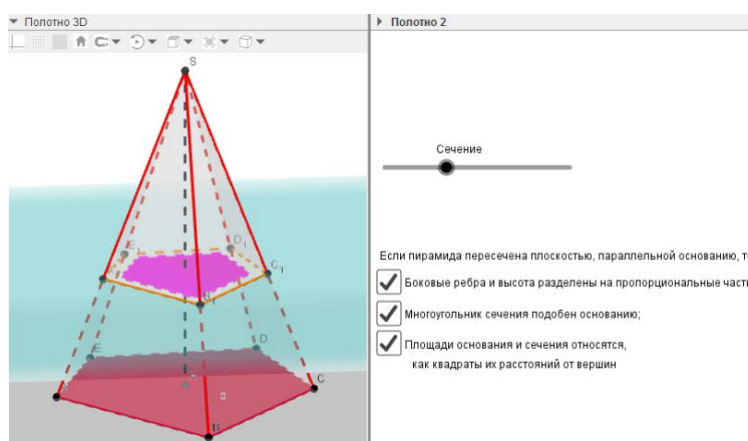 Полотно 3D
Полотно 2
S
Сечение
E₁
D₁
C₁
B₁
E
D
C
B
Если пирамида пересечена плоскостью, параллельной основанию, т
Боковые ребра и высота разделены на пропорциональные части
Многоугольник сечения подобен основанию;
Площади основания и сечения относятся,
как квадраты их расстояний от вершин